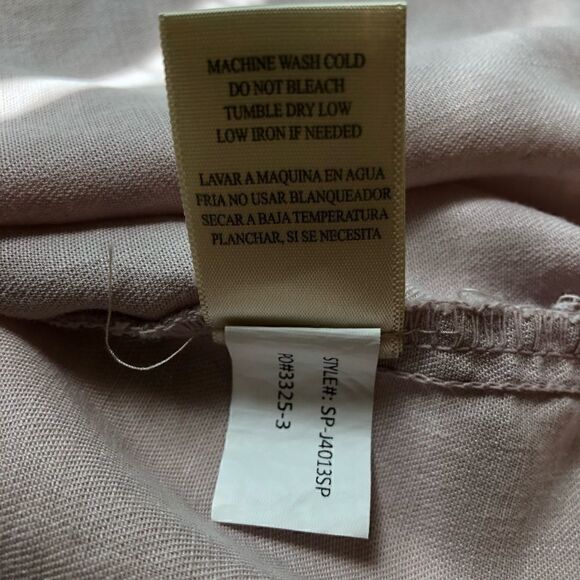 MACHINE WASH COLD
DO NOT BLEACH
TUMBLE DRY LOW
LOW IRON IF NEEDED
LAVAR A MAQUINA EN AGUA
FRIA NO USAR BLANQUEADOR
SECAR A BAJA TEMPERATURA
PLANCHAR, SI SE NECESITA
STYLE#: SP-J4013SP
PO#3325-3